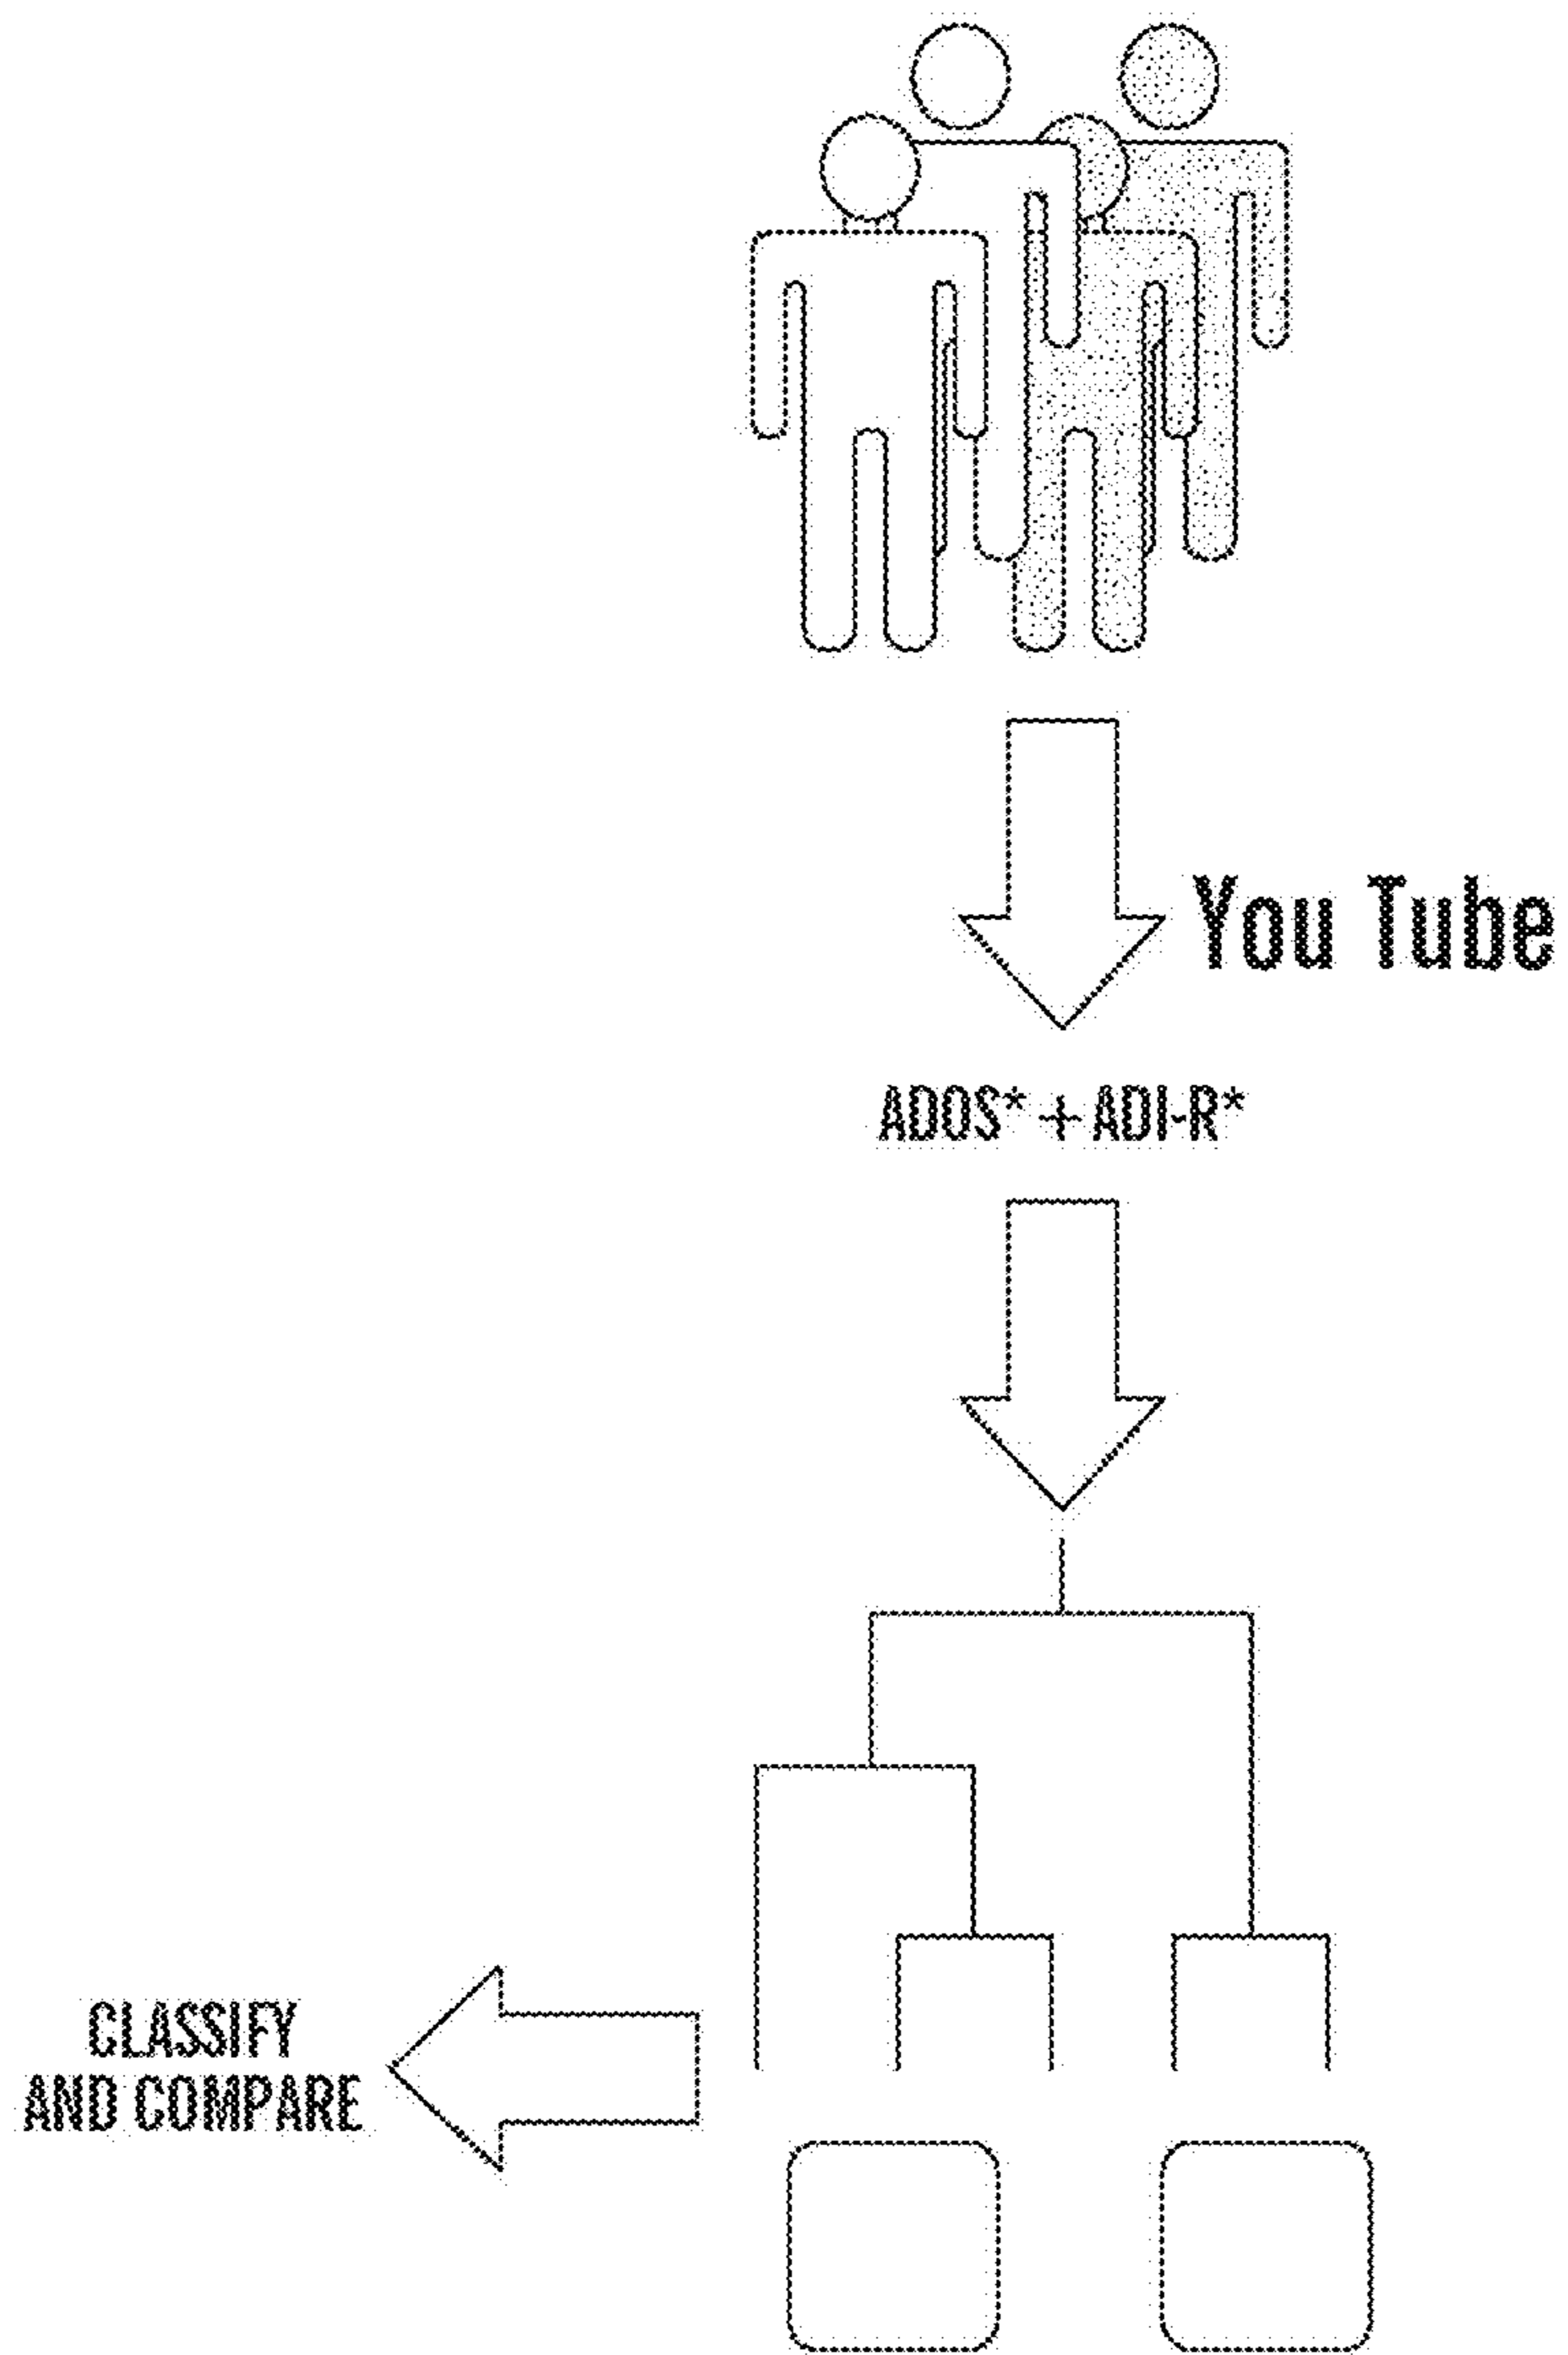 You Tube
ADOS* + ADI-R*
CLASSIFY
AND COMPARE